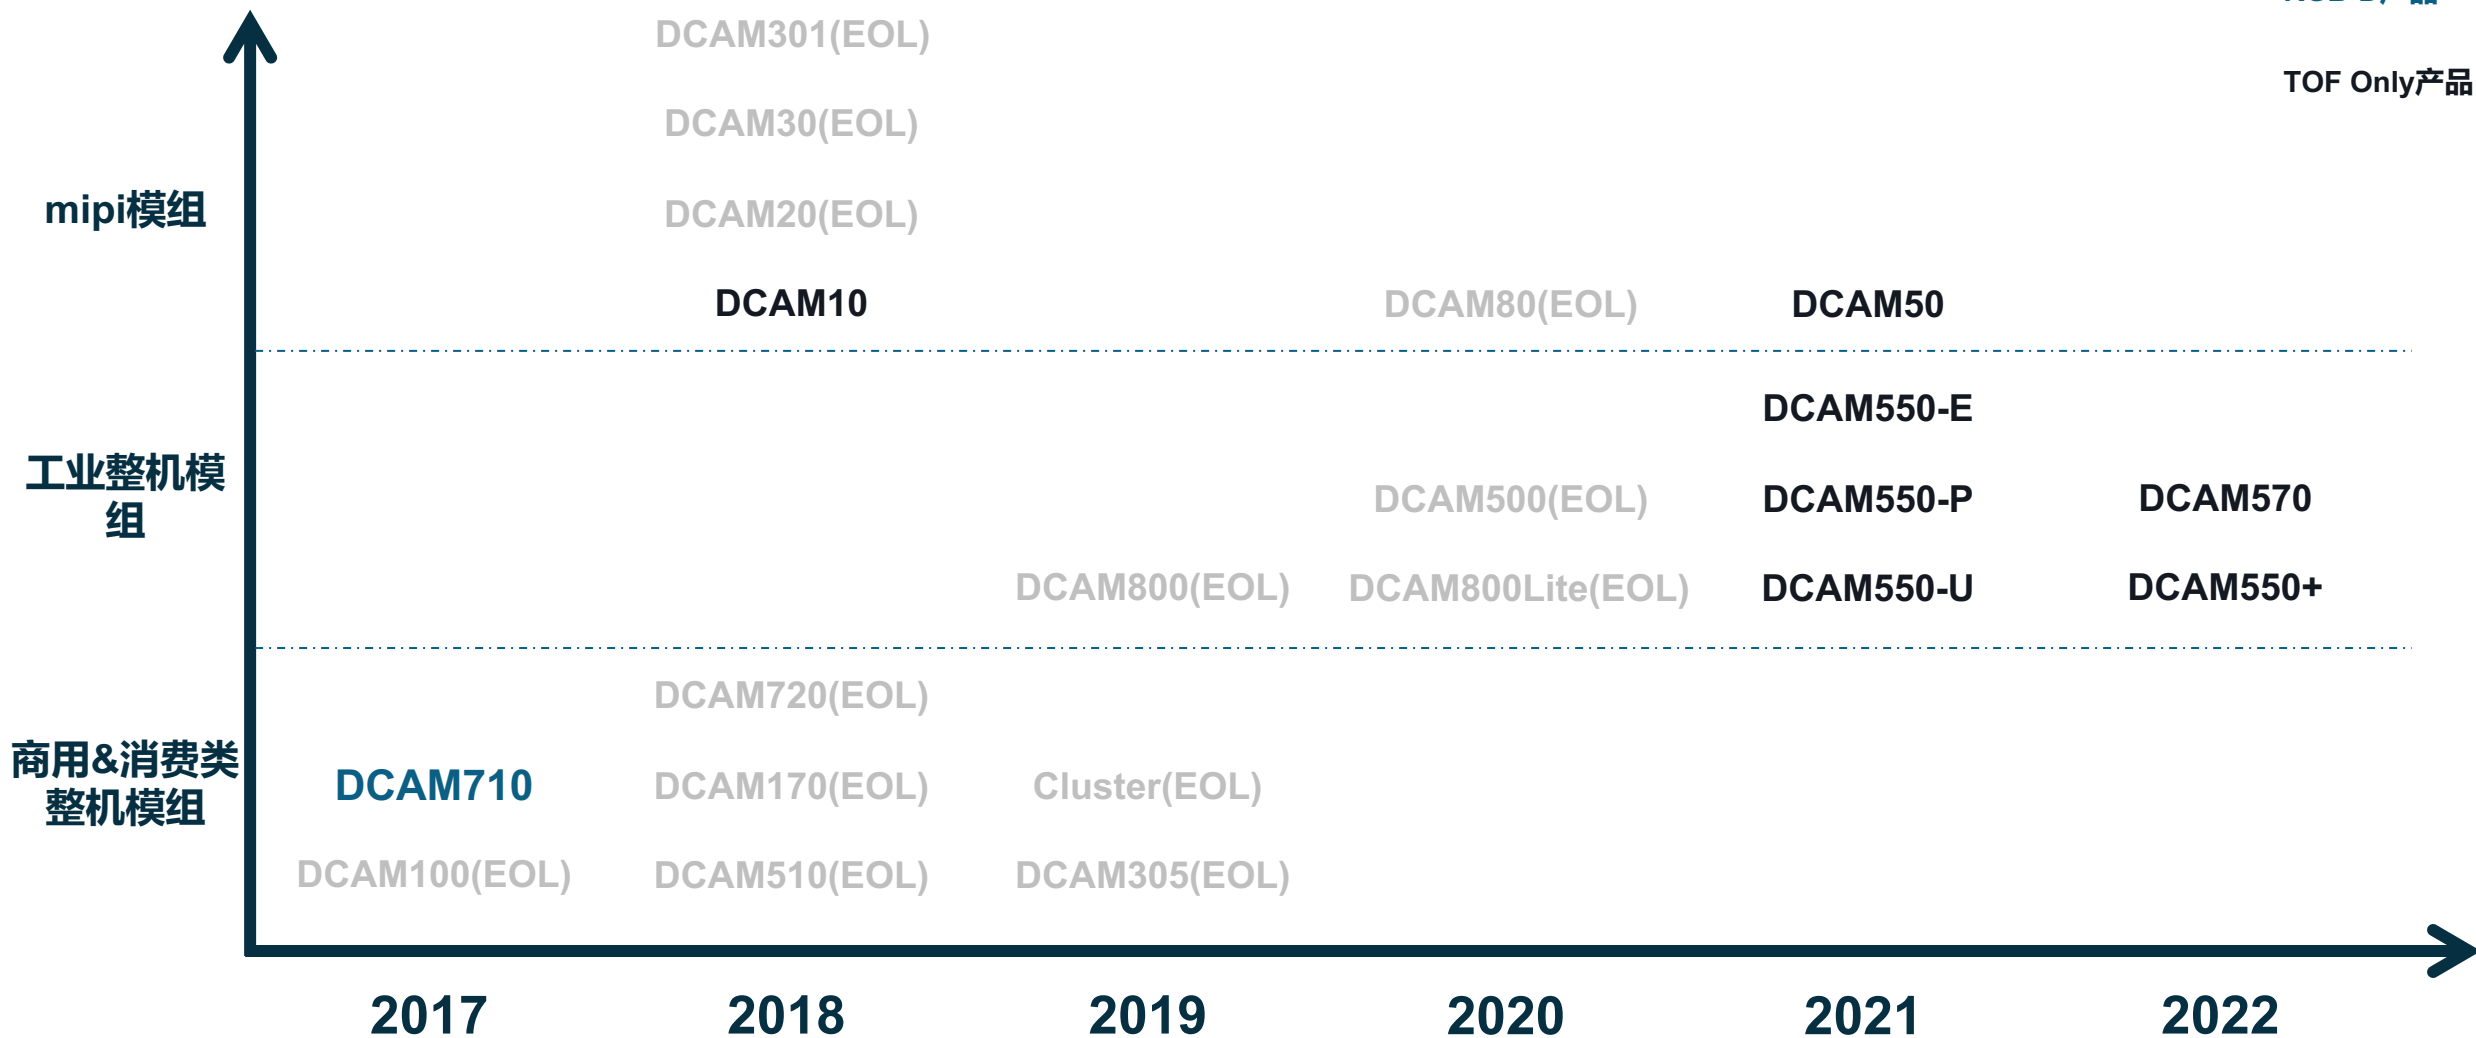 DCAM301(EOL)
TOF Only产品
DCAM30(EOL)
mipi模组
DCAM20(EOL)
DCAM10
DCAM80(EOL)
DCAM50
DCAM550-E
工业整机模
组
DCAM500(EOL)
DCAM550-P
DCAM570
DCAM800(EOL)
DCAM800Lite(EOL)
DCAM550-U
DCAM550+
DCAM720(EOL)
商用&消费类
整机模组
DCAM710
DCAM170(EOL)
Cluster(EOL)
DCAM100(EOL)
DCAM510(EOL)
DCAM305(EOL)
2017
2018
2019
2020
2021
2022